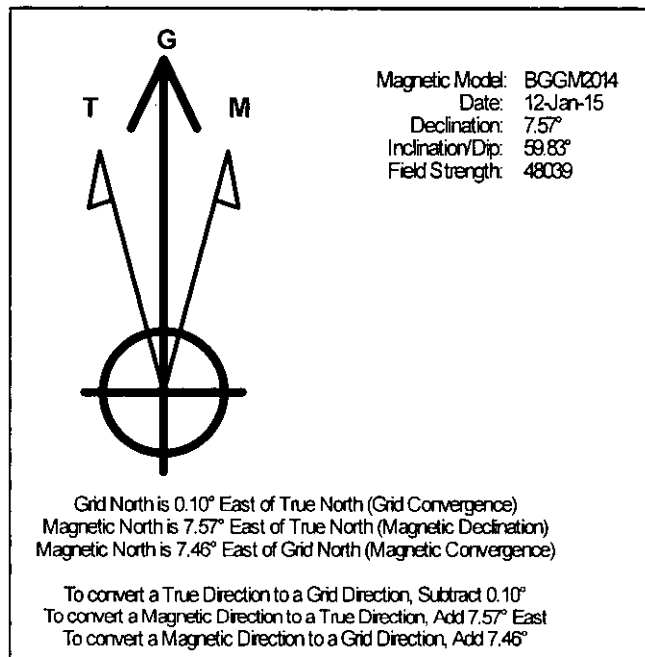 G
T
M
Magnetic Model: BGGM2014
Date: 12-Jan-15
Declination: 7.57°
Inclination/Dip: 59.83°
Field Strength: 48039
Grid North is 0.10° East of True North (Grid Convergence)
Magnetic North is 7.57° East of True North (Magnetic Declination)
Magnetic North is 7.46° East of Grid North (Magnetic Convergence)
To convert a True Direction to a Grid Direction, Subtract 0.10°
To convert a Magnetic Direction to a True Direction, Add 7.57° East
To convert a Magnetic Direction to a Grid Direction, Add 7.46°